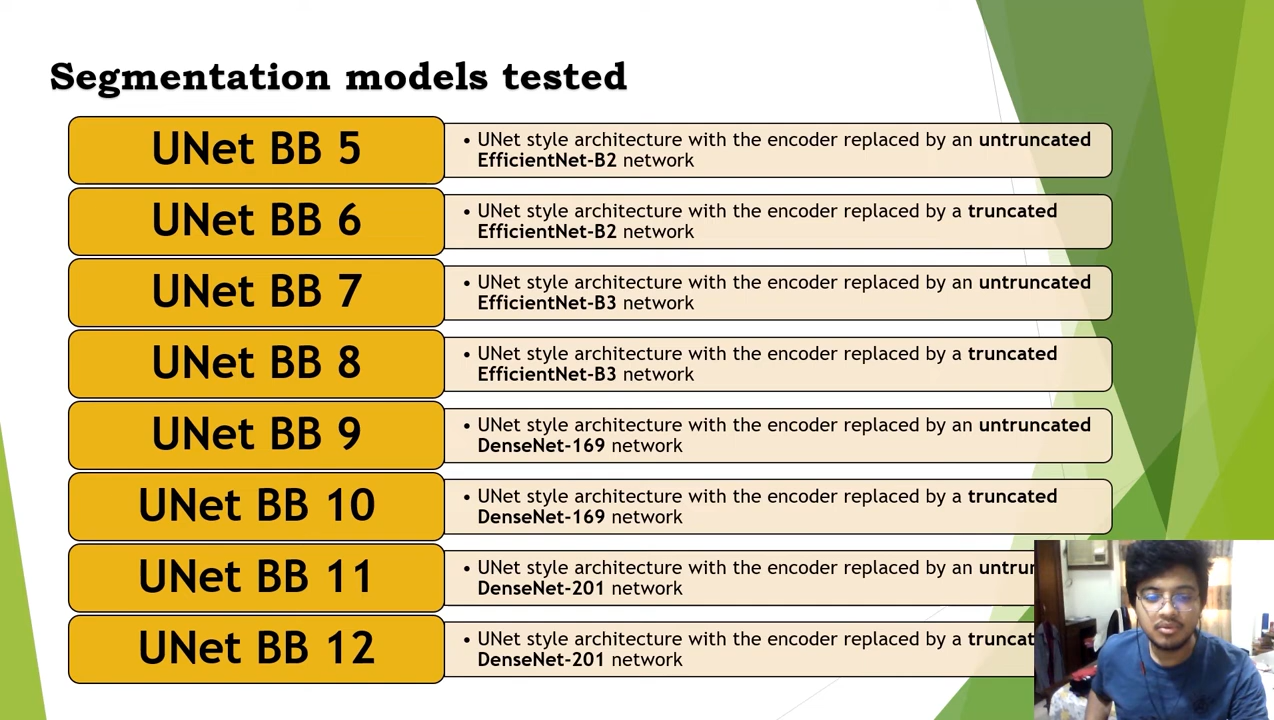 Segmentation models tested
UNet BB 5
• UNet style architecture with the encoder replaced by an untruncated
EfficientNet-B2 network
UNet BB 6
• UNet style architecture with the encoder replaced by a truncated
EfficientNet-B2 network
UNet BB 7
• UNet style architecture with the encoder replaced by an untruncated
EfficientNet-B3 network
UNet BB 8
• UNet style architecture with the encoder replaced by a truncated
EfficientNet-B3 network
UNet BB 9
• UNet style architecture with the encoder replaced by an untruncated
DenseNet-169 network
UNet BB 10
• UNet style architecture with the encoder replaced by a truncated
DenseNet-169 network
UNet BB 11
• UNet style architecture with the encoder replaced by an
DenseNet-201 network
UNet BB 12
• UNet style architecture with the encoder replaced by a
DenseNet-201 network